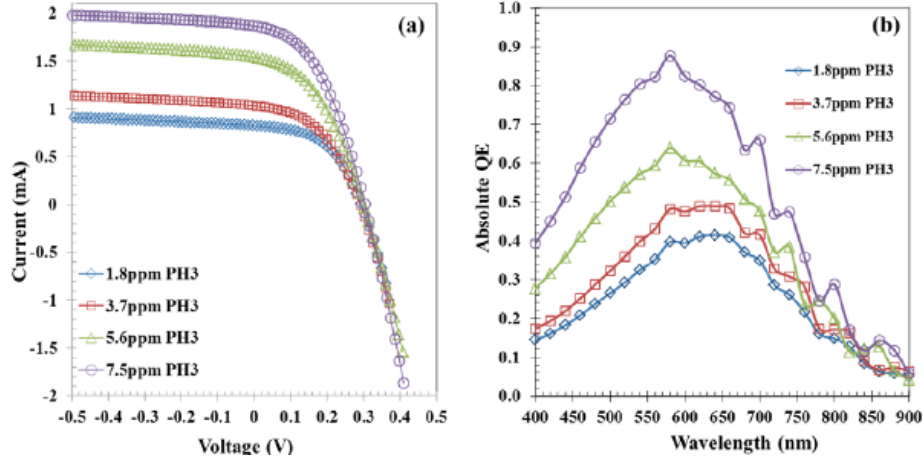 (a)
2
1.5
1
0.5
0
-0.5
-1
-1.5
-2
Current (mA)
1.8ppm PH3
3.7ppm PH3
5.6ppm PH3
7.5ppm PH3
-0.5 -0.4 -0.3 -0.2 -0.1 0 0.1 0.2 0.3 0.4 0.5
Voltage (V)
(b)
1.0
0.9
0.8
0.7
0.6
0.5
0.4
0.3
0.2
0.1
0.0
Absolute QE
1.8ppm PH3
3.7ppm PH3
5.6ppm PH3
7.5ppm PH3
400 450 500 550 600 650 700 750 800 850 900
Wavelength (nm)